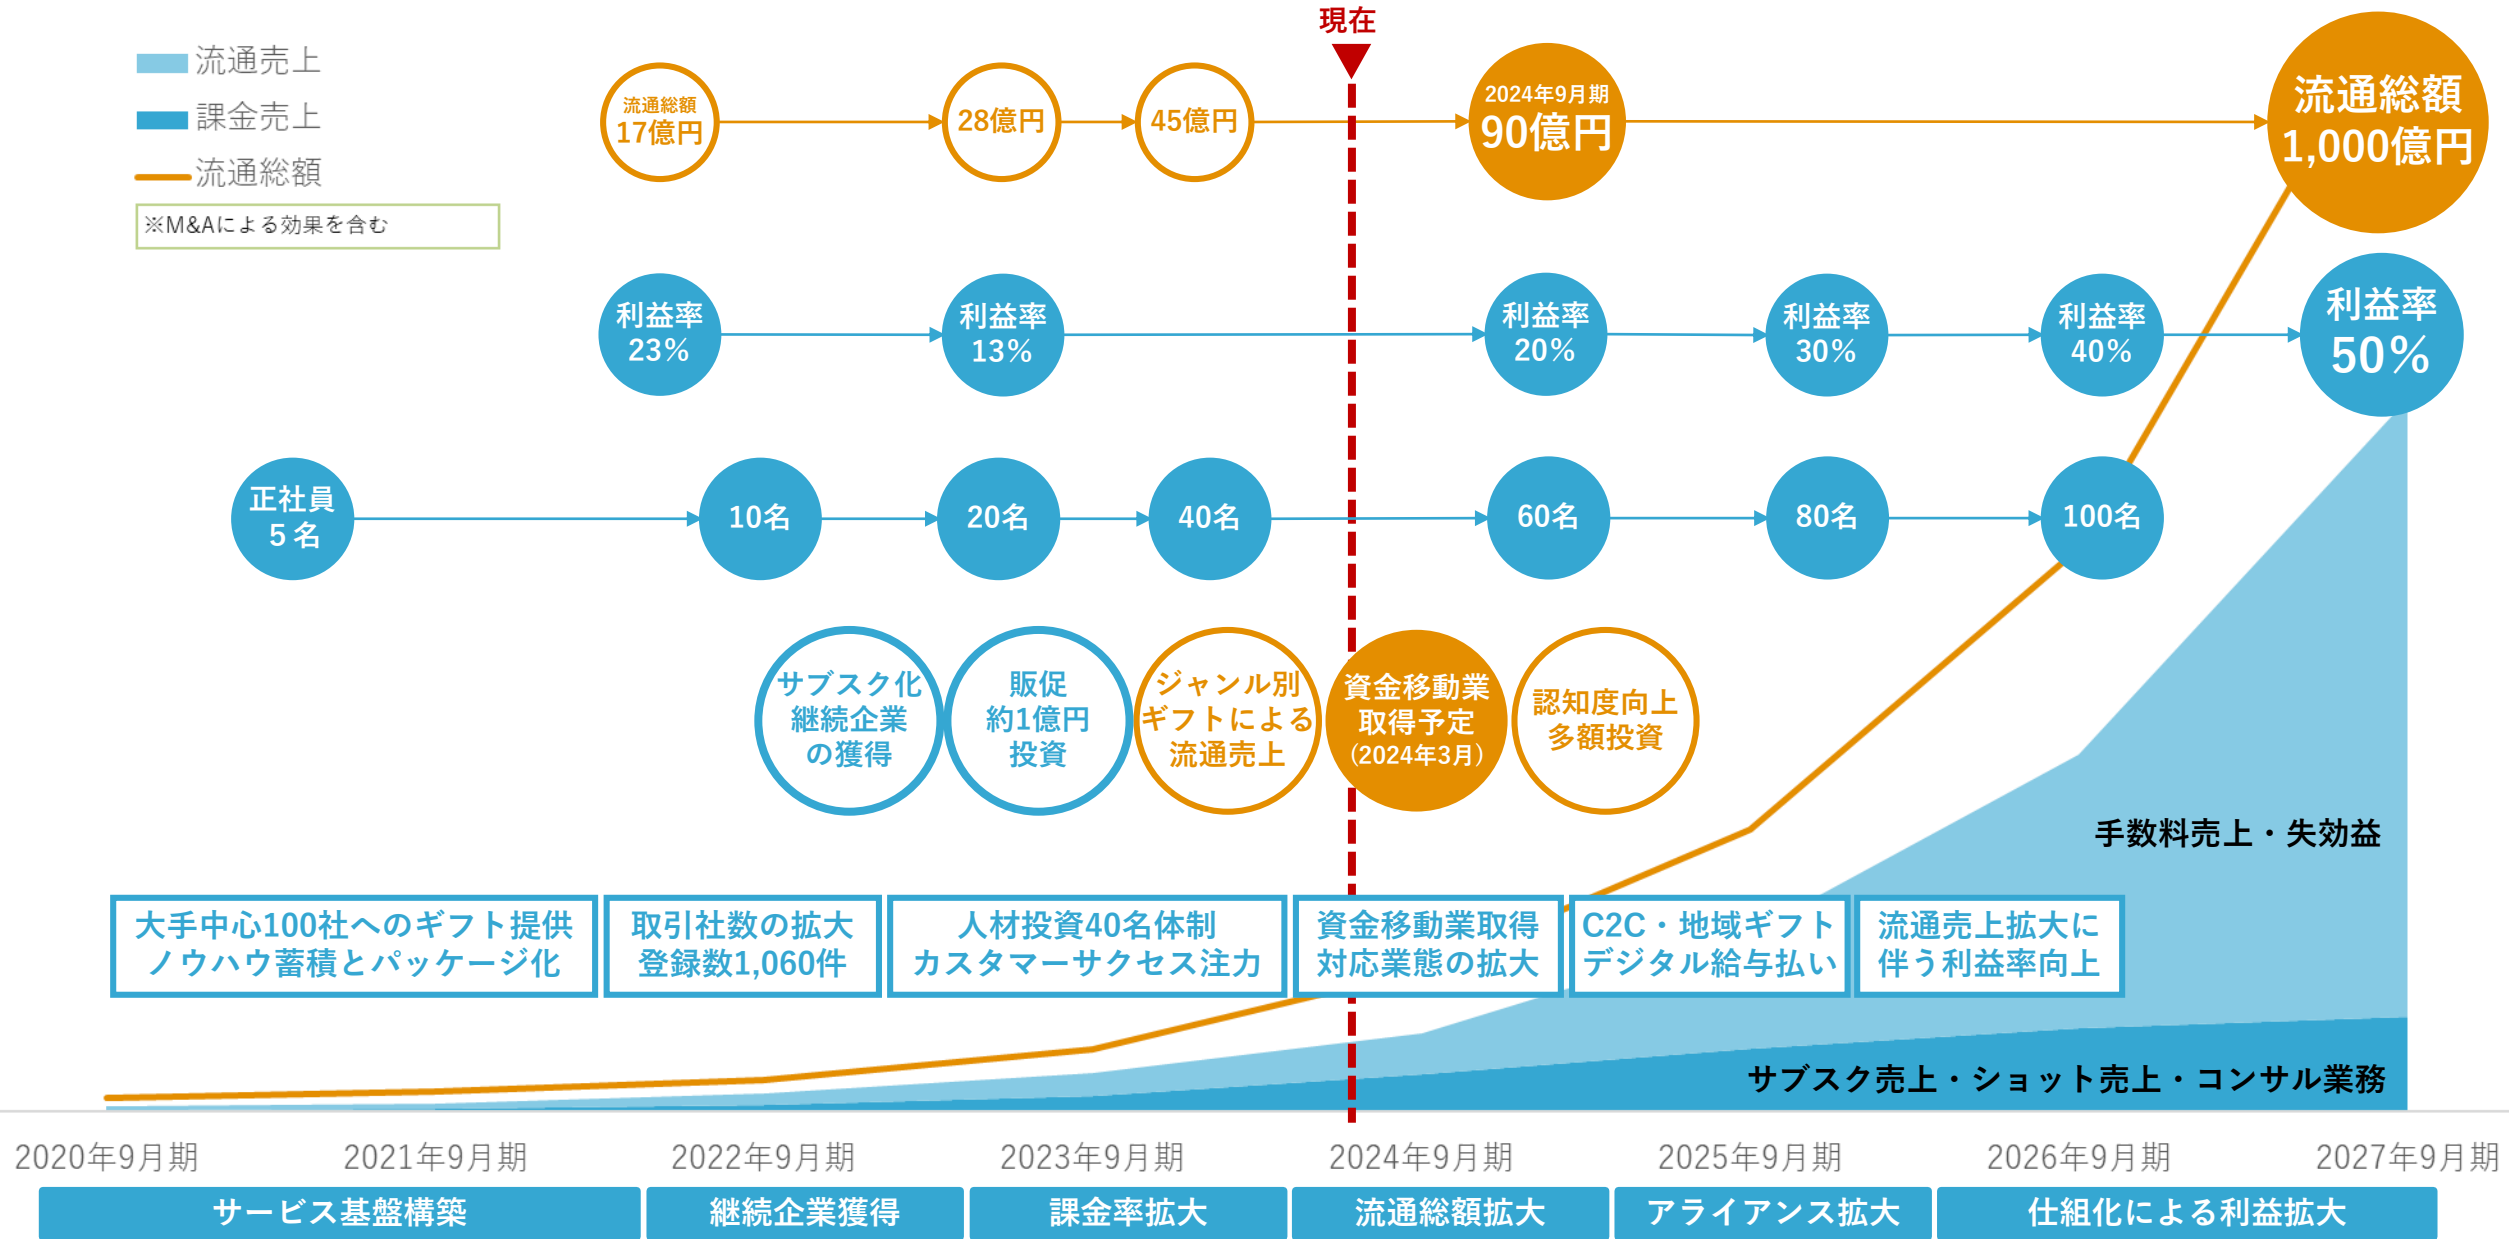 現在
流通売上
課金売上
流通総額
※M&Aによる効果を含む
流通総額
17億円
28億円
45億円
2024年9月期
90億円
流通総額
1,000億円
利益率
23%
利益率
13%
利益率
20%
利益率
30%
利益率
40%
利益率
50%
正社員
5 名
10名
20名
40名
60名
80名
100名
サブスク化
継続企業
の獲得
販促
約1億円
投資
ジャンル別
ギフトによる
流通売上
資金移動業
取得予定
(2024年3月)
認知度向上
多額投資
手数料売上・失効益
大手中心100社へのギフト提供
ノウハウ蓄積とパッケージ化
取引社数の拡大
登録数1,060件
人材投資40名体制
カスタマーサクセス注力
資金移動業取得
対応業態の拡大
C2C・地域ギフト
デジタル給与払い
流通売上拡大に
伴う利益率向上
サブスク売上・ショット売上・コンサル業務
2020年9月期
2021年9月期
2022年9月期
2023年9月期
2024年9月期
2025年9月期
2026年9月期
2027年9月期
サービス基盤構築
継続企業獲得
課金率拡大
流通総額拡大
アライアンス拡大
仕組化による利益拡大